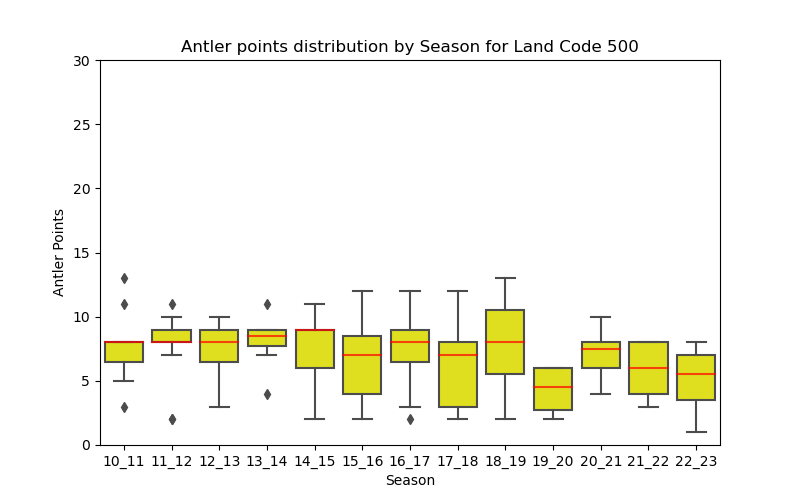 Antler points distribution by Season for Land Code 500
30
25
20
15
10
5
0
Antler Points
10_11 11_12 12_13 13_14 14_15 15_16 16_17 17_18 18_19 19_20 20_21 21_22 22_23
Season